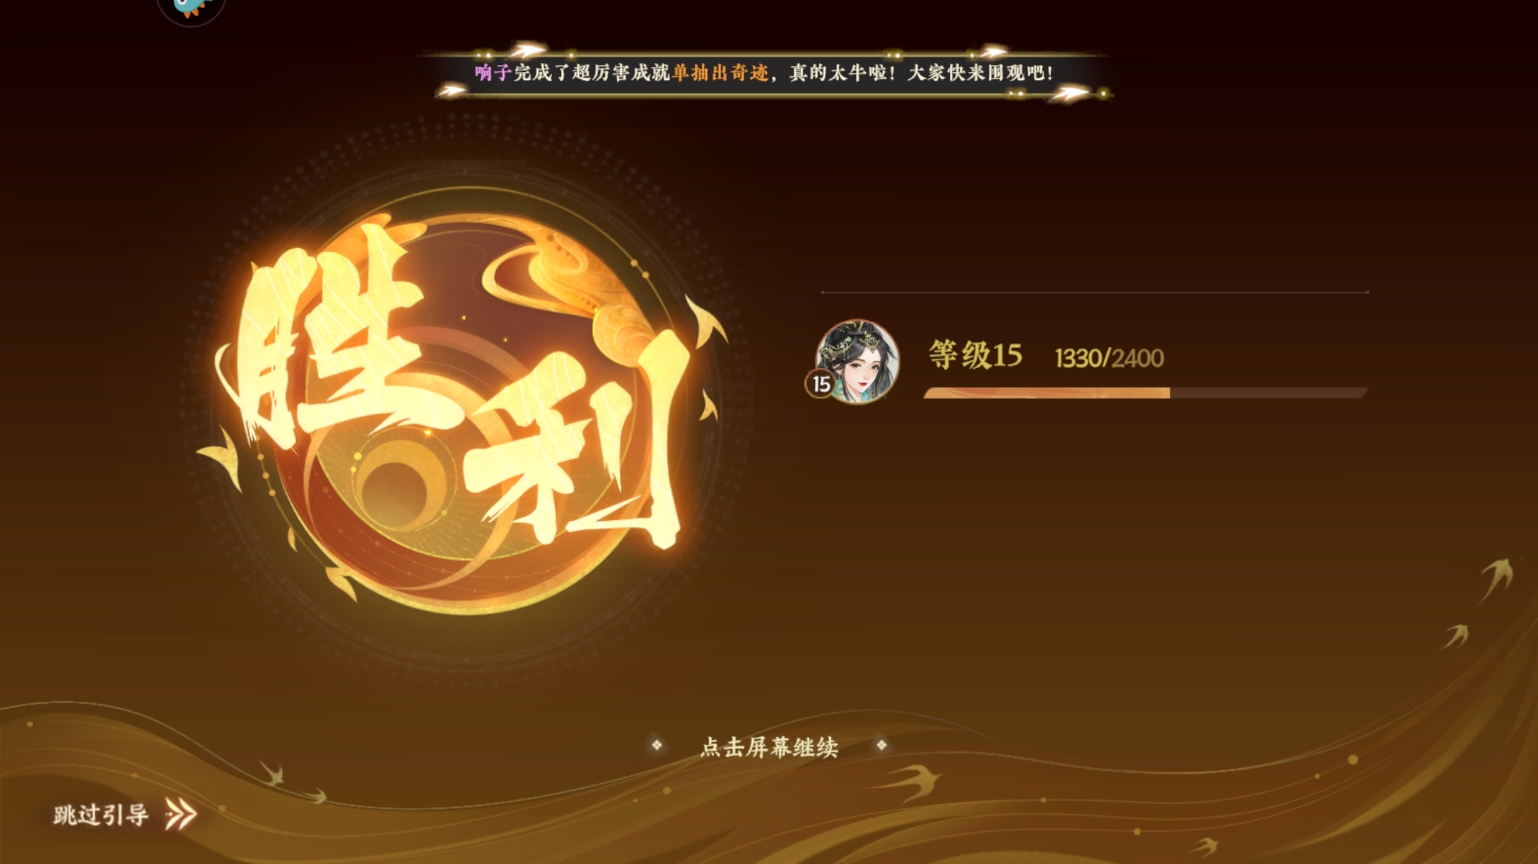 响子完成了超厉害成就单抽出奇迹，真的太牛啦！大家快来围观吧！
胜利
等级15 1330/2400
15
点击屏幕继续
跳过引导